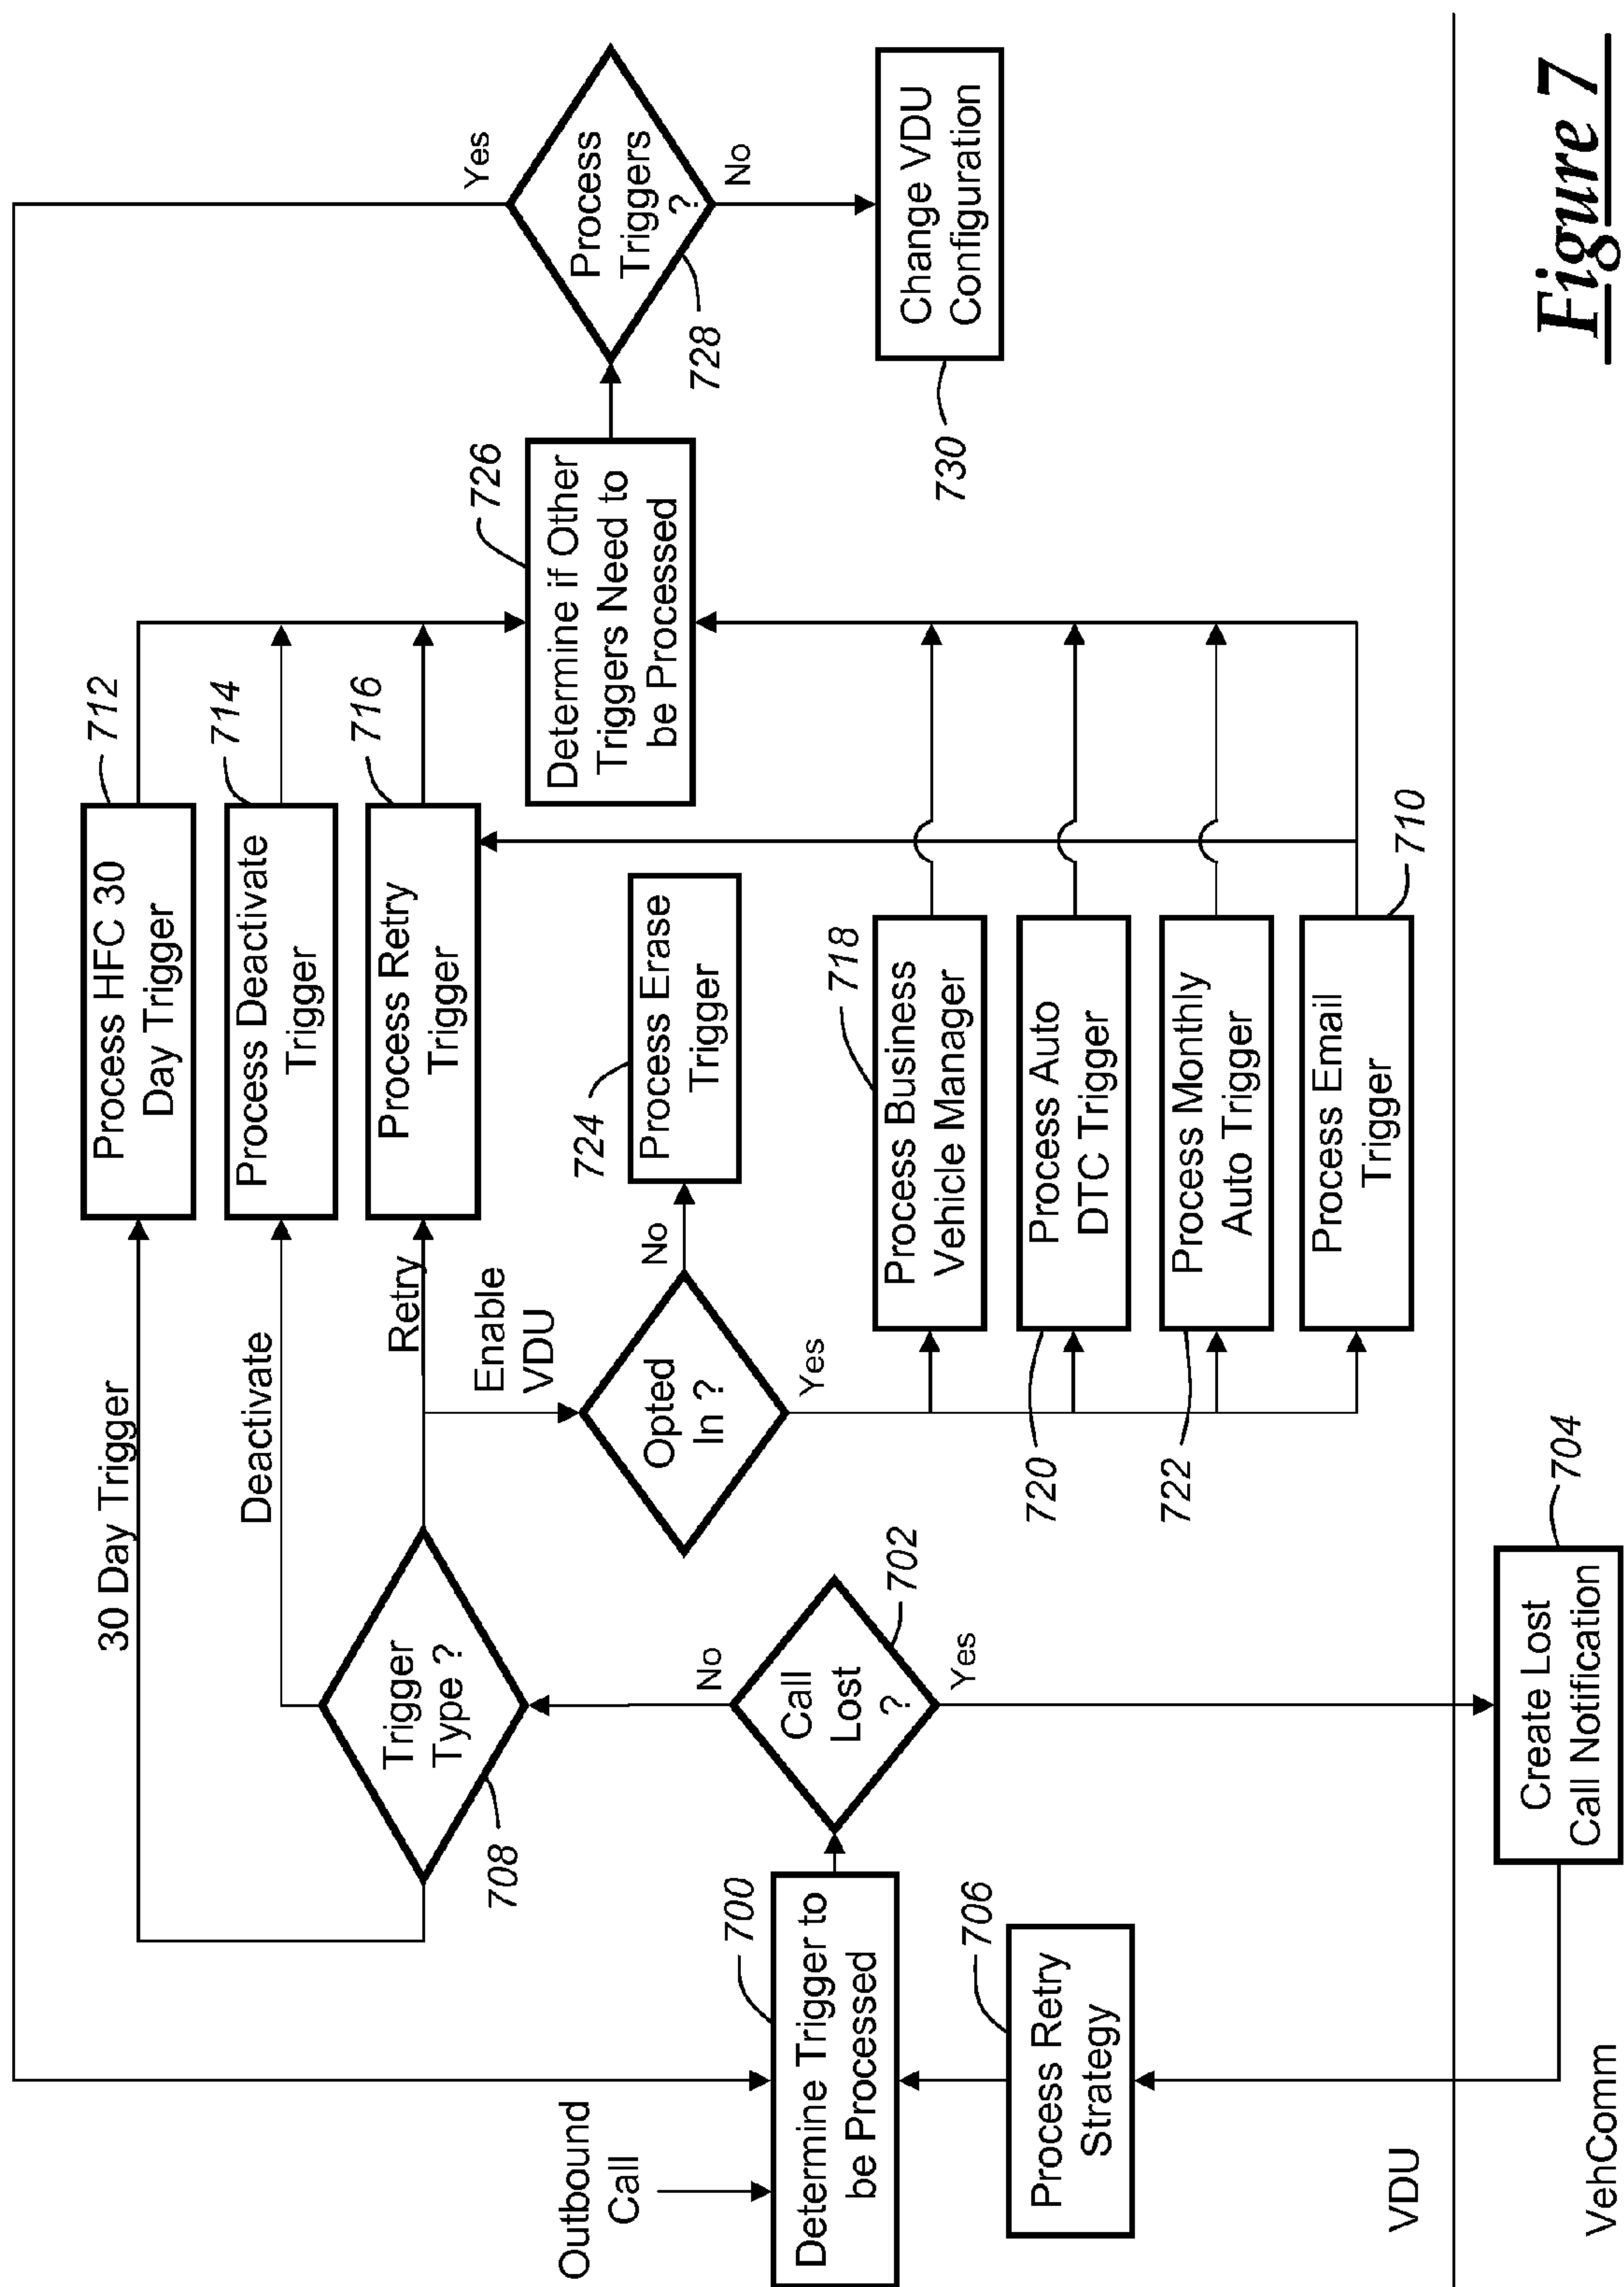 30 Day Trigger
Process HFC 30
Day Trigger
712
Deactivate
Process Deactivate
Trigger
714
Trigger
Type ?
708
Retry
Process Retry
Trigger
716
Enable
VDU
Outbound
Call
Determine Trigger to
be Processed
700
Call
Lost
?
702
No
Yes
Opted
In ?
No
Yes
Process Erase
Trigger
724
Determine if Other
Triggers Need to
be Processed
726
Process
Triggers
?
728
Yes
No
Change VDU
Configuration
730
Process Retry
Strategy
706
Process Business
Vehicle Manager
718
Process Auto
DTC Trigger
720
Process Monthly
Auto Trigger
722
Process Email
Trigger
710
VDU
VehComm
Create Lost
Call Notification
704
Figure 7